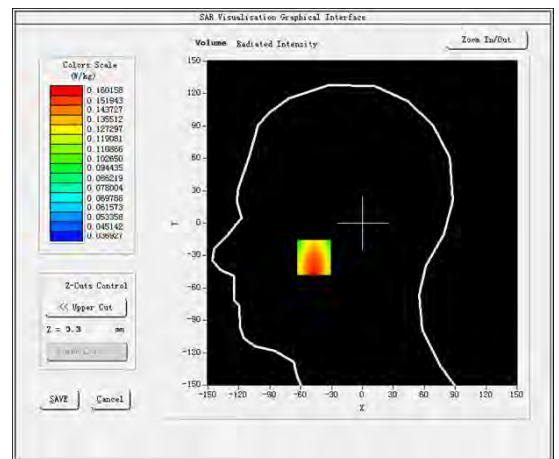 SAR Visualisation Graphical Interface
Volume Radiated Intensity
Zoom In/Out
Colors Scale
(W/kg)
0.160158
0.151943
0.143727
0.135512
0.127297
0.119081
0.110866
0.102650
0.094435
0.086219
0.078004
0.069788
0.061573
0.053358
0.045142
0.036927
Z-Cuts Control
<< Upper Cut
Z = 3.3 mm
SAVE
Cancel
150
120
90
60
30
0
-30
-60
-90
-120
-150
Y
-150 -120 -90 -60 -30 0 30 60 90 120 150
X